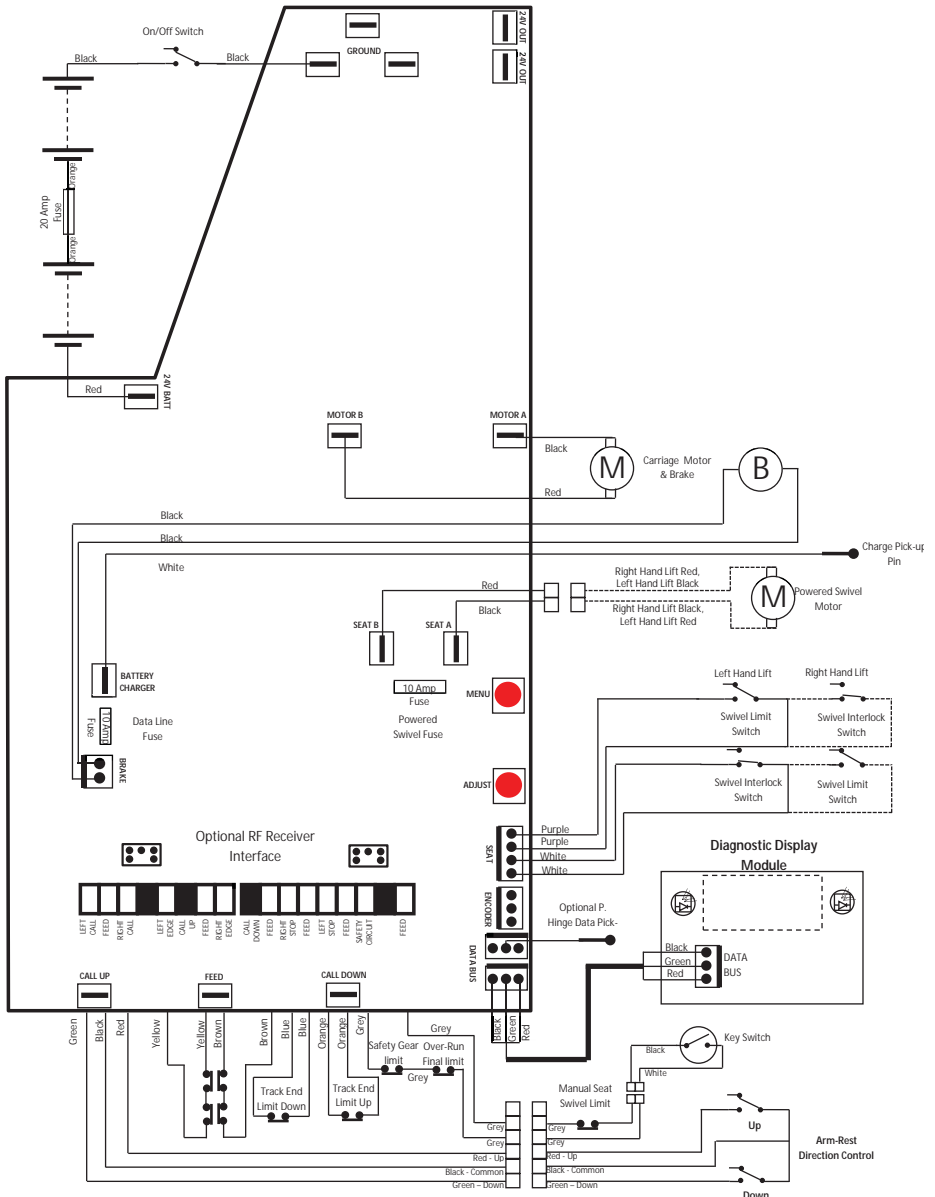 On/Off Switch
Black
Black
GROUND
24V OUT
24V OUT
Orange
20 Amp
Fuse
Orange
Red
24V BATT
MOTOR B
MOTOR A
Black
M
Carriage Motor
& Brake
B
Red
Black
Black
White
Charge Pick-up
Pin
Right Hand Lift Red,
Left Hand Lift Black
Red
Black
M
Powered Swivel
Motor
Right Hand Lift Black,
Left Hand Lift Red
SEAT B
SEAT A
BATTERY
CHARGER
10 Amp
Fuse
Powered
Swivel Fuse
MENU
Left Hand Lift
Right Hand Lift
Swivel Limit
Switch
Swivel Interlock
Switch
10 Amp
Fuse
Data Line
Fuse
BRAKE
ADJUST
Swivel Interlock
Switch
Swivel Limit
Switch
Optional RF Receiver
Interface
SEAT
Purple
Purple
White
White
Diagnostic Display
Module
ENCODER
Optional P.
Hinge Data Pick-
LEFT
CALL
FEED
RIGHT
CALL
LEFT
EDGE
CALL
UP
FEED
RIGHT
EDGE
CALL
DOWN
FEED
RIGHT
STOP
FEED
LEFT
STOP
FEED
SAFETY
CIRCUIT
FEED
DATA BUS
Black
Green
Red
DATA
BUS
CALL UP
FEED
CALL DOWN
Green
Black
Red
Yellow
Yellow
Brown
Brown
Blue
Blue
Orange
Orange
Grey
Grey
Black
Green
Red
Safety Gear
limit
Over-Run
Final limit
Grey
Key Switch
Black
White
Track End
Limit Down
Track End
Limit Up
Manual Seat
Swivel Limit
Grey
Grey
Red - Up
Black - Common
Green – Down
Grey
Grey
Red - Up
Black - Common
Green – Down
Up
Arm-Rest
Direction Control
Down